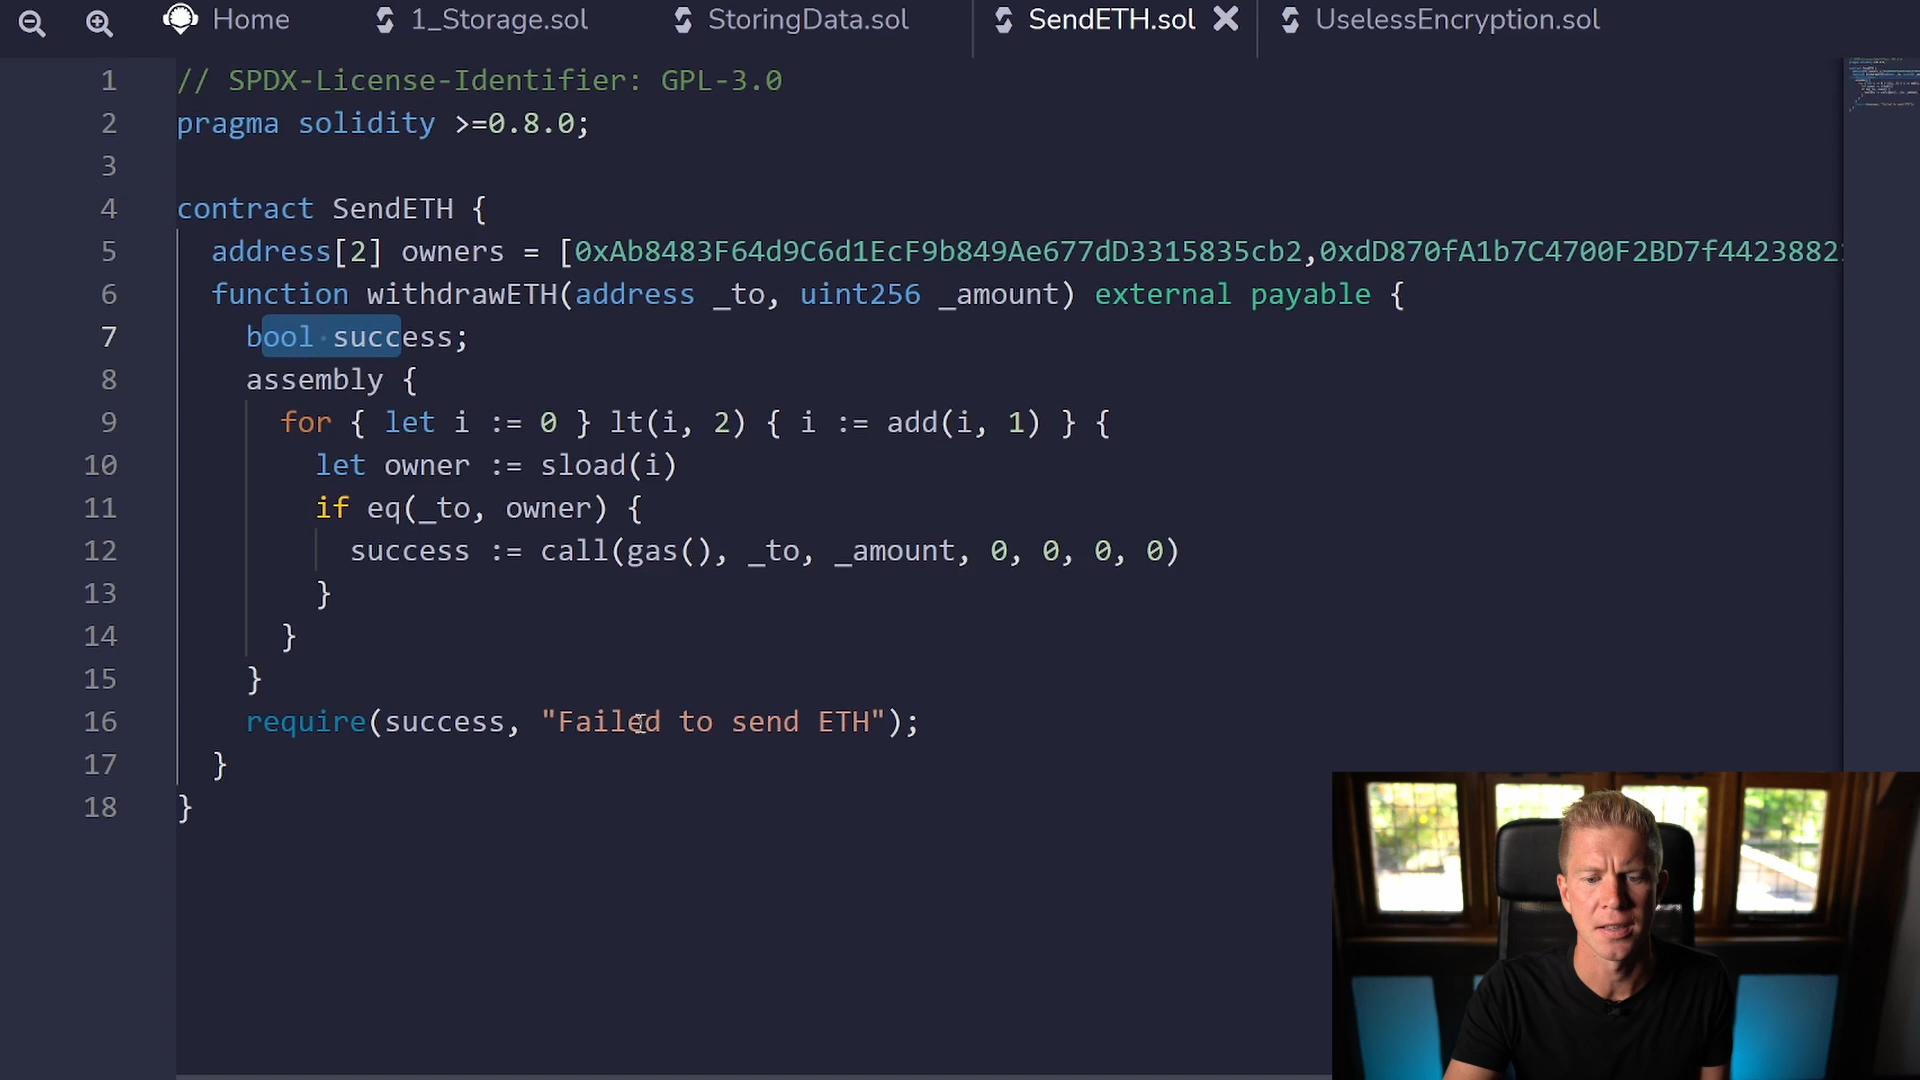 Home 1_Storage.sol StoringData.sol SendETH.sol UselessEncryption.sol
1 // SPDX-License-Identifier: GPL-3.0
2 pragma solidity >=0.8.0;
3
4 contract SendETH {
5 address[2] owners = [0xAb8483F64d9C6d1EcF9b849Ae677dD3315835cb2,0xdD870fA1b7C4700F2BD7f44238821
6 function withdrawETH(address _to, uint256 _amount) external payable {
7 bool success;
8 assembly {
9 for { let i := 0 } lt(i, 2) { i := add(i, 1) } {
10 let owner := sload(i)
11 if eq(_to, owner) {
12 success := call(gas(), _to, _amount, 0, 0, 0, 0)
13 }
14 }
15 }
16 require(success, "Failed to send ETH");
17 }
18 }